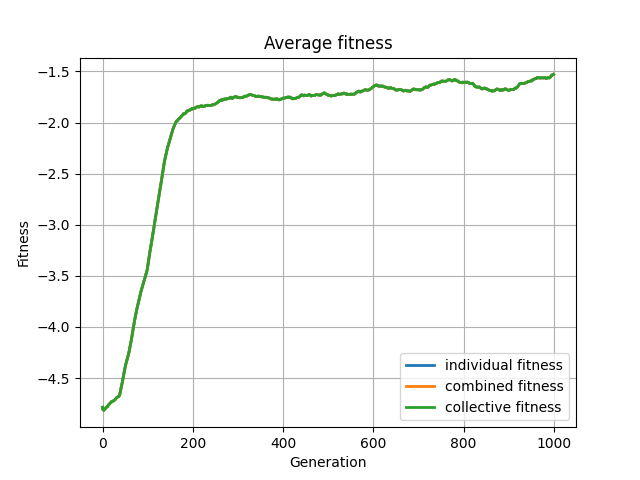 Average fitness
−1.5
−2.0
−2.5
−3.0
−3.5
−4.0
−4.5
Fitness
individual fitness
combined fitness
collective fitness
0 200 400 600 800 1000
Generation